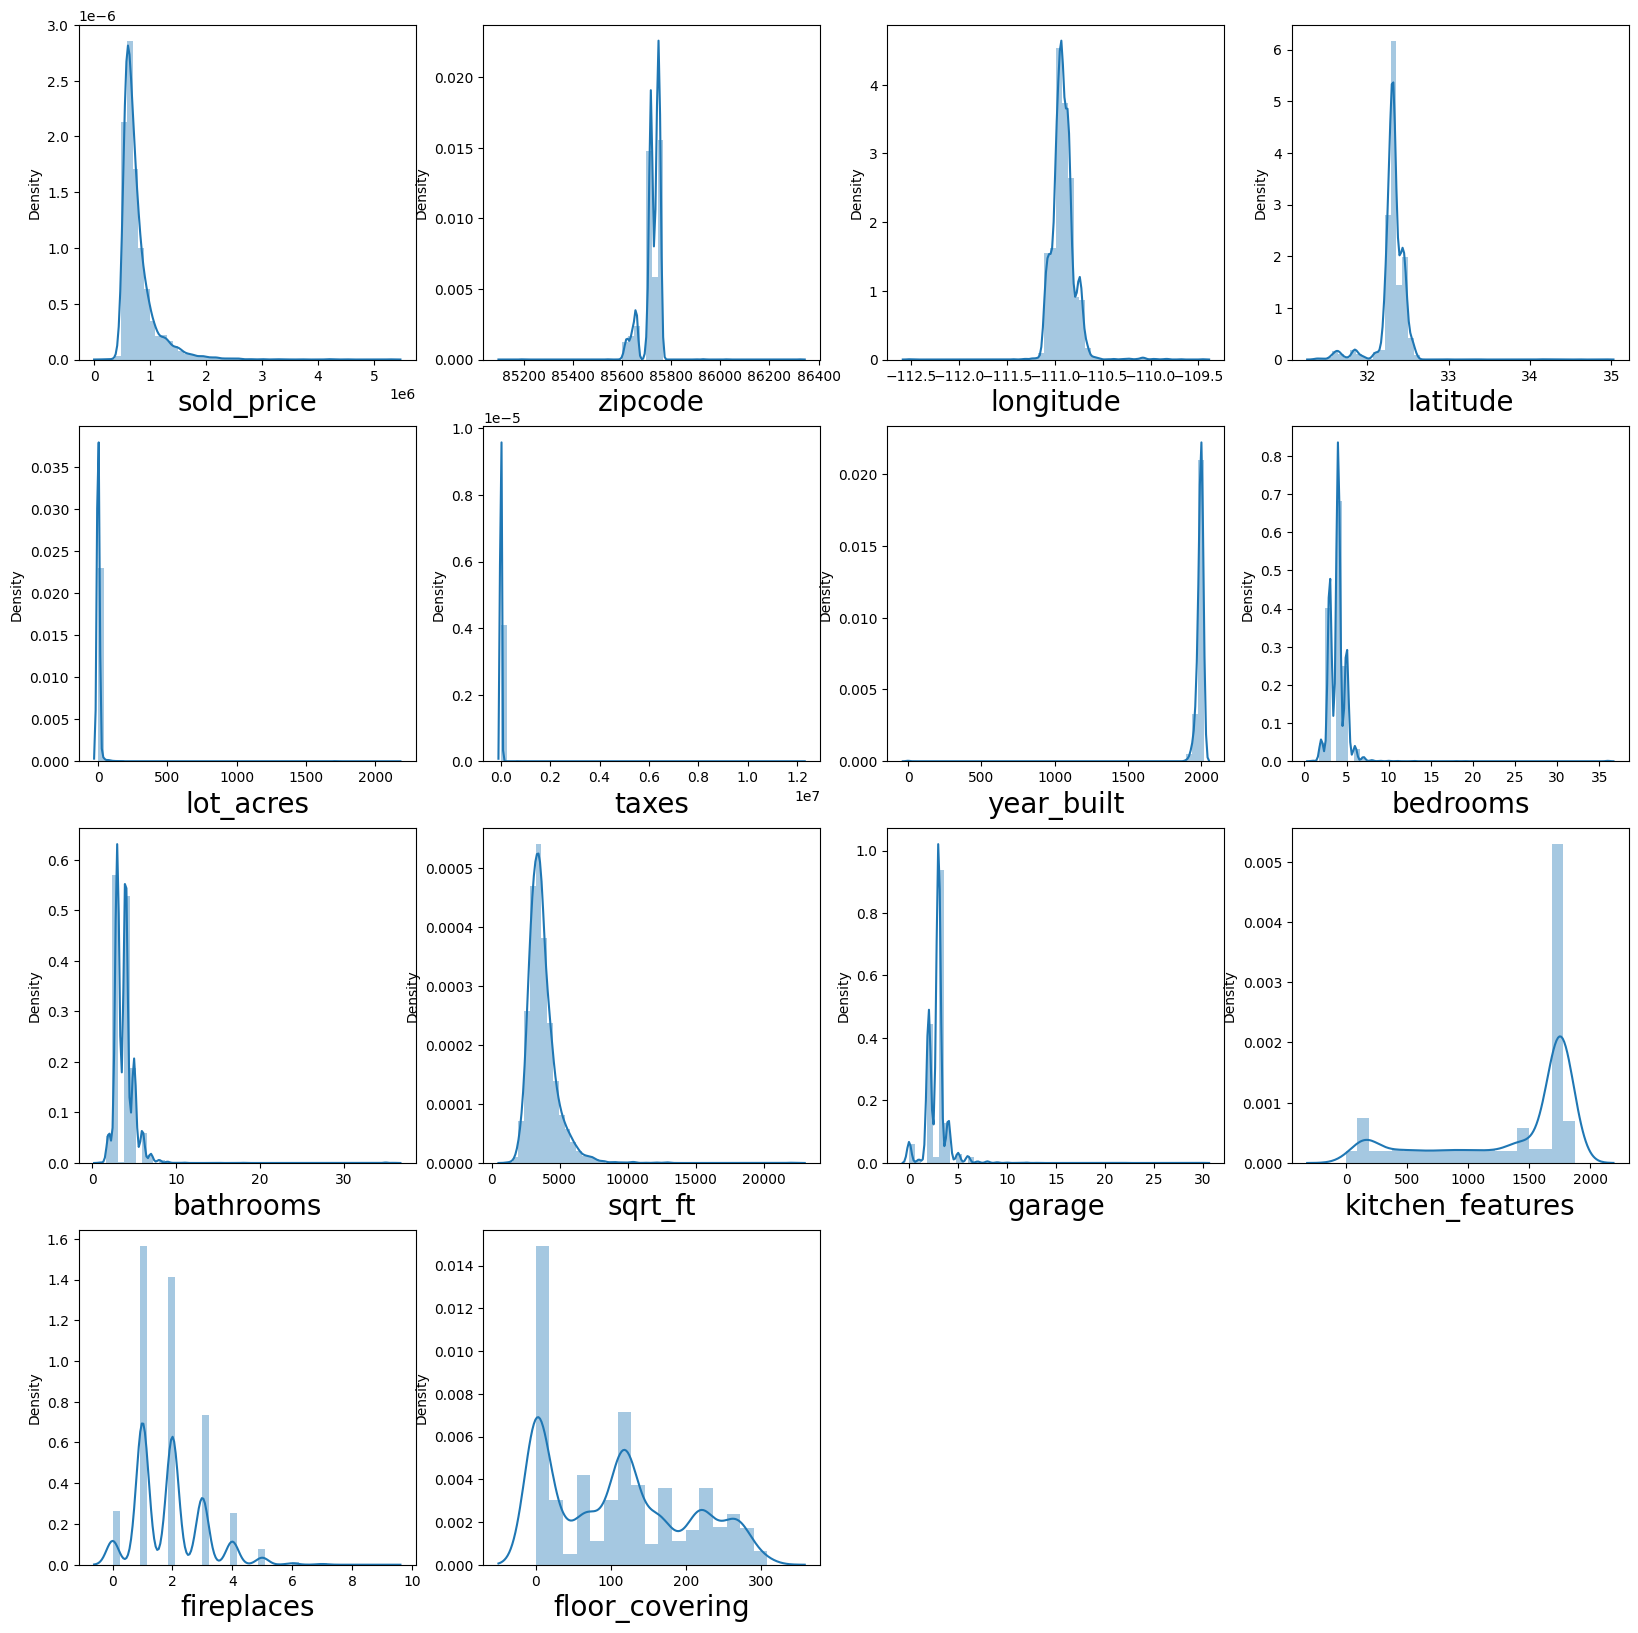 1e−6
3.0
2.5
2.0
1.5
1.0
0.5
0.0
Density
0 1 2 3 4 5
1e6
sold_price
0.020
0.015
0.010
0.005
0.000
Density
85200 85400 85600 85800 86000 86200 86400
zipcode
4
3
2
1
0
Density
−112.5 −112.0 −111.5 −111.0 −110.5 −110.0 −109.5
longitude
6
5
4
3
2
1
0
Density
32 33 34 35
latitude
0.035
0.030
0.025
0.020
0.015
0.010
0.005
0.000
Density
0 500 1000 1500 2000
lot_acres
1e−5
1.0
0.8
0.6
0.4
0.2
0.0
Density
0.0 0.2 0.4 0.6 0.8 1.0 1.2
1e7
taxes
0.020
0.015
0.010
0.005
0.000
Density
0 500 1000 1500 2000
year_built
0.8
0.7
0.6
0.5
0.4
0.3
0.2
0.1
0.0
Density
0 5 10 15 20 25 30 35
bedrooms
0.6
0.5
0.4
0.3
0.2
0.1
0.0
Density
0 10 20 30
bathrooms
0.0005
0.0004
0.0003
0.0002
0.0001
0.0000
Density
0 5000 10000 15000 20000
sqrt_ft
1.0
0.8
0.6
0.4
0.2
0.0
Density
0 5 10 15 20 25 30
garage
0.005
0.004
0.003
0.002
0.001
0.000
Density
0 500 1000 1500 2000
kitchen_features
1.6
1.4
1.2
1.0
0.8
0.6
0.4
0.2
0.0
Density
0 2 4 6 8 10
fireplaces
0.014
0.012
0.010
0.008
0.006
0.004
0.002
0.000
Density
0 100 200 300
floor_covering